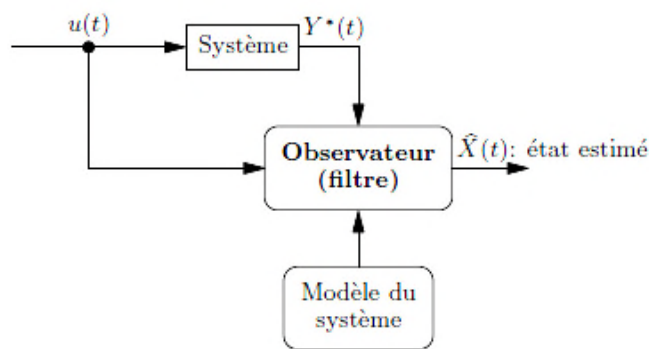 u(t)
Système
Y*(t)
Observateur
(filtre)
X̂(t): état estimé
Modèle du
système